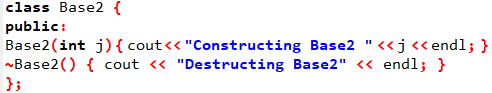 class Base2 {
public:
Base2(int j){ cout<<"Constructing Base2 "<<j <<endl; }
~Base2() { cout << "Destructing Base2" << endl; }
};